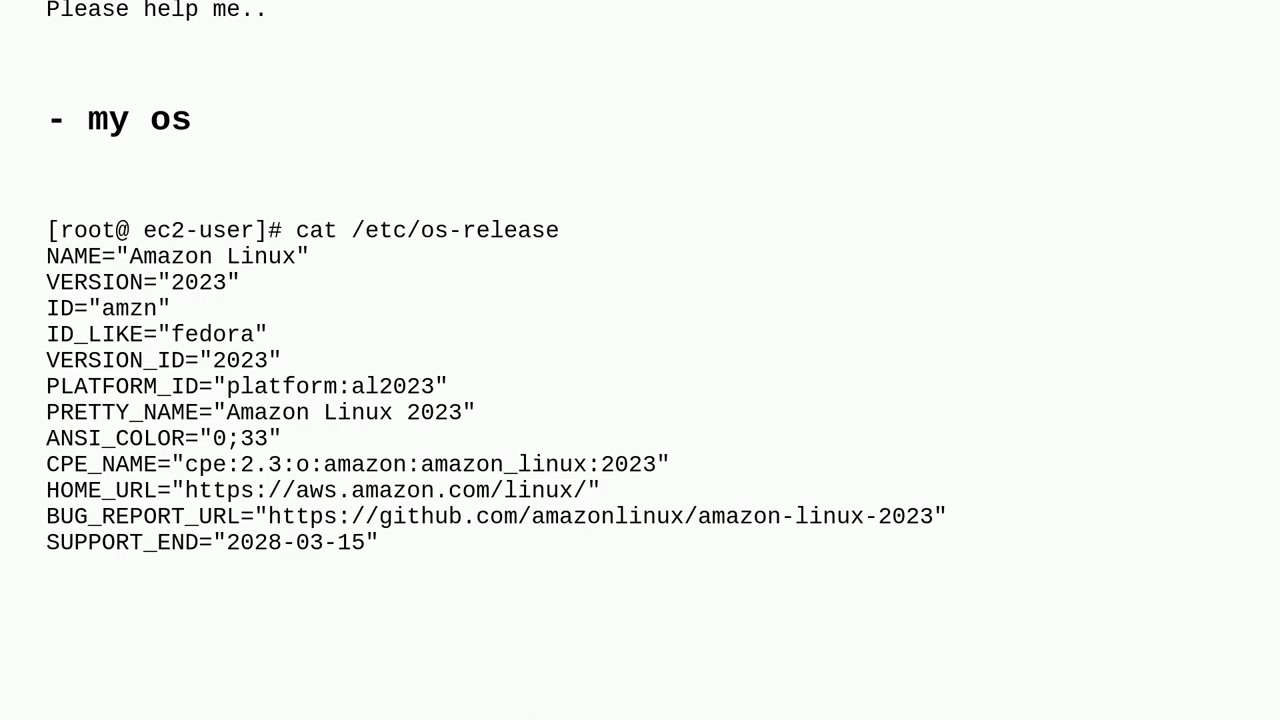 Please help me..
- my os
[root@ ec2-user]# cat /etc/os-release
NAME="Amazon Linux"
VERSION="2023"
ID="amzn"
ID_LIKE="fedora"
VERSION_ID="2023"
PLATFORM_ID="platform:al2023"
PRETTY_NAME="Amazon Linux 2023"
ANSI_COLOR="0;33"
CPE_NAME="cpe:2.3:o:amazon:amazon_linux:2023"
HOME_URL="https://aws.amazon.com/linux/"
BUG_REPORT_URL="https://github.com/amazonlinux/amazon-linux-2023"
SUPPORT_END="2028-03-15"